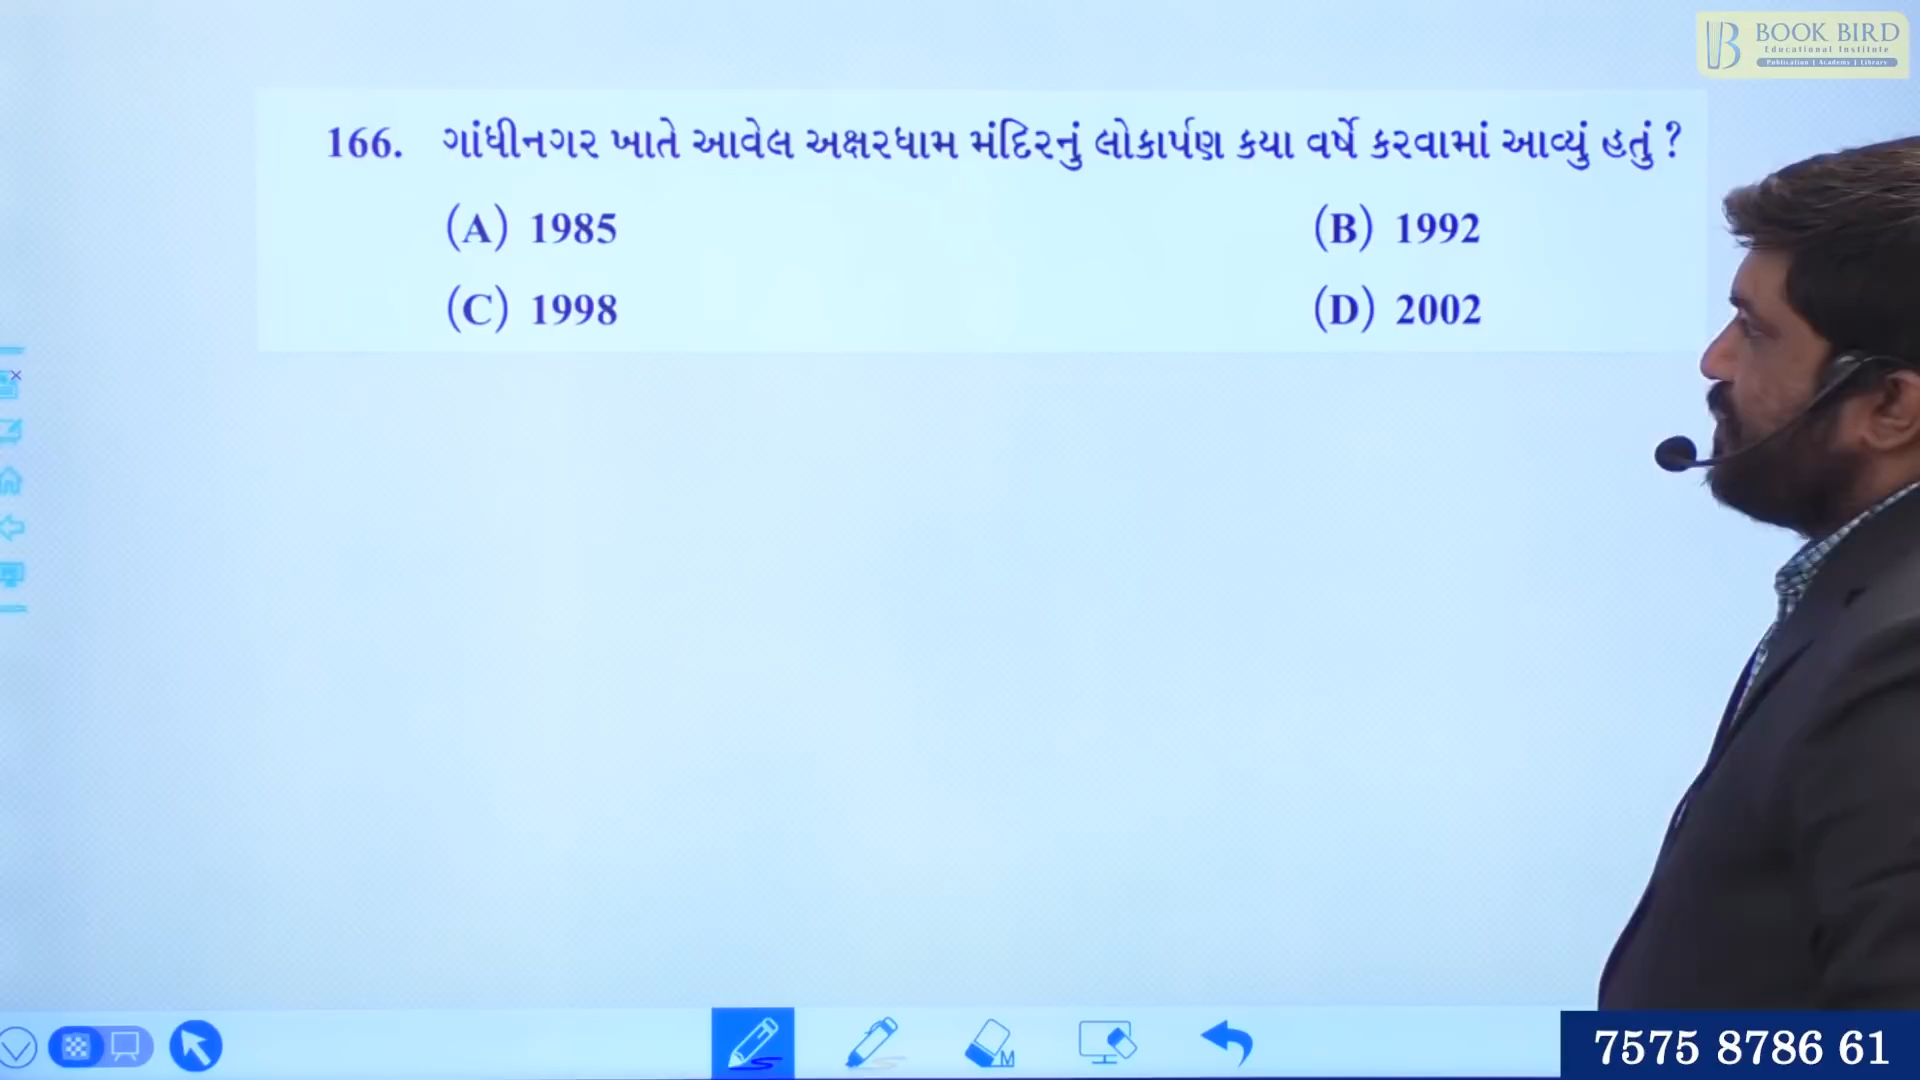 BOOK BIRD
Educational Institute
Publication | Academy | Library
166. ગાંધીનગર ખાતે આવેલ અક્ષરધામ મંદિરનું લોકાર્પણ કયા વર્ષે કરવામાં આવ્યું હતું ?
(A) 1985 (B) 1992
(C) 1998 (D) 2002
M
7575 8786 61